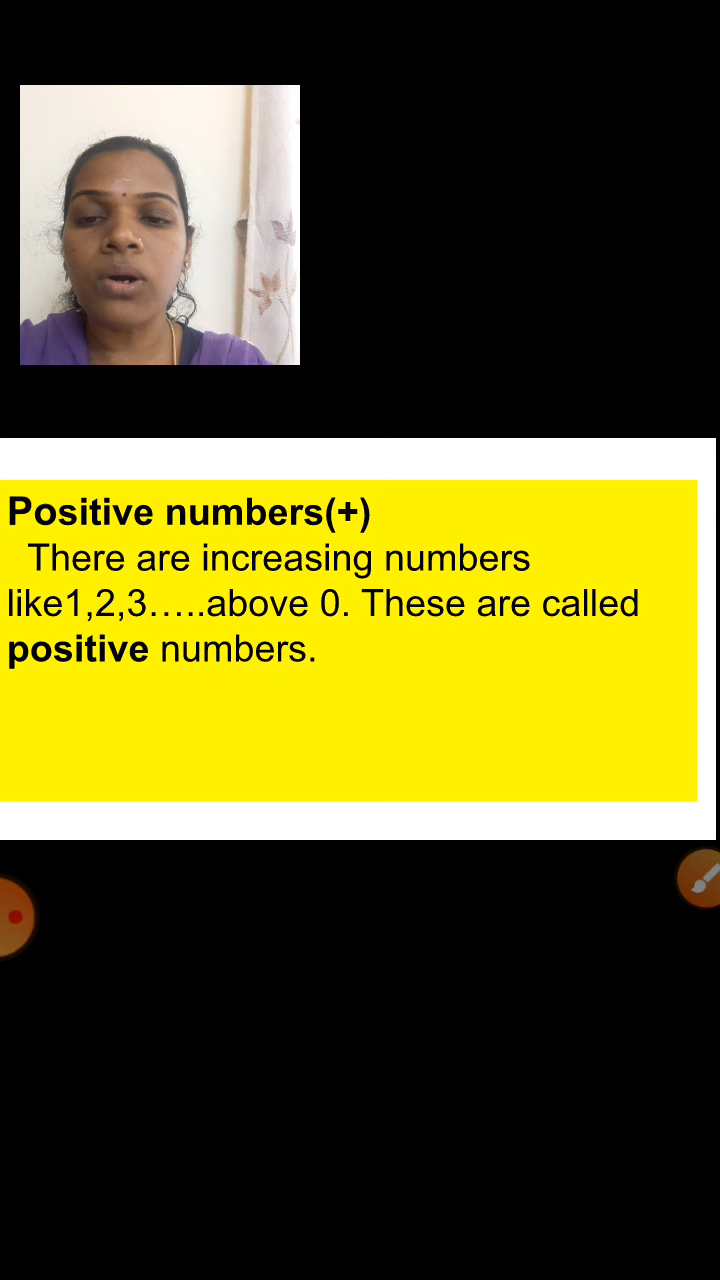 Positive numbers(+)
There are increasing numbers
like1,2,3…..above 0. These are called
positive numbers.